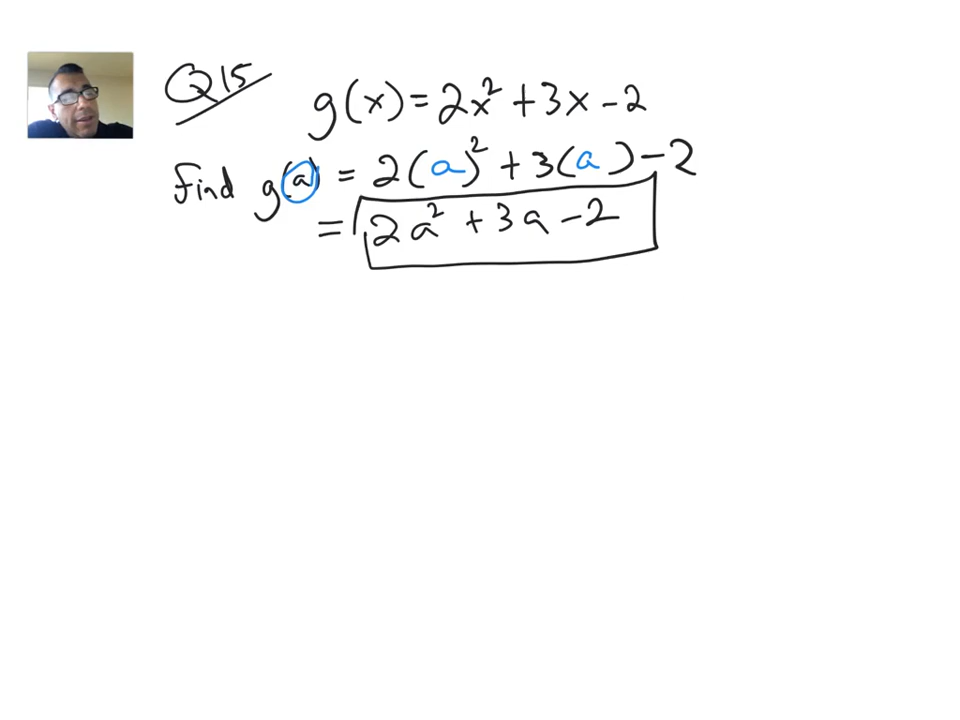 Q15
g(x) = 2x² + 3x - 2
find g(a) = 2(a)² + 3(a) - 2
= 2a² + 3a - 2